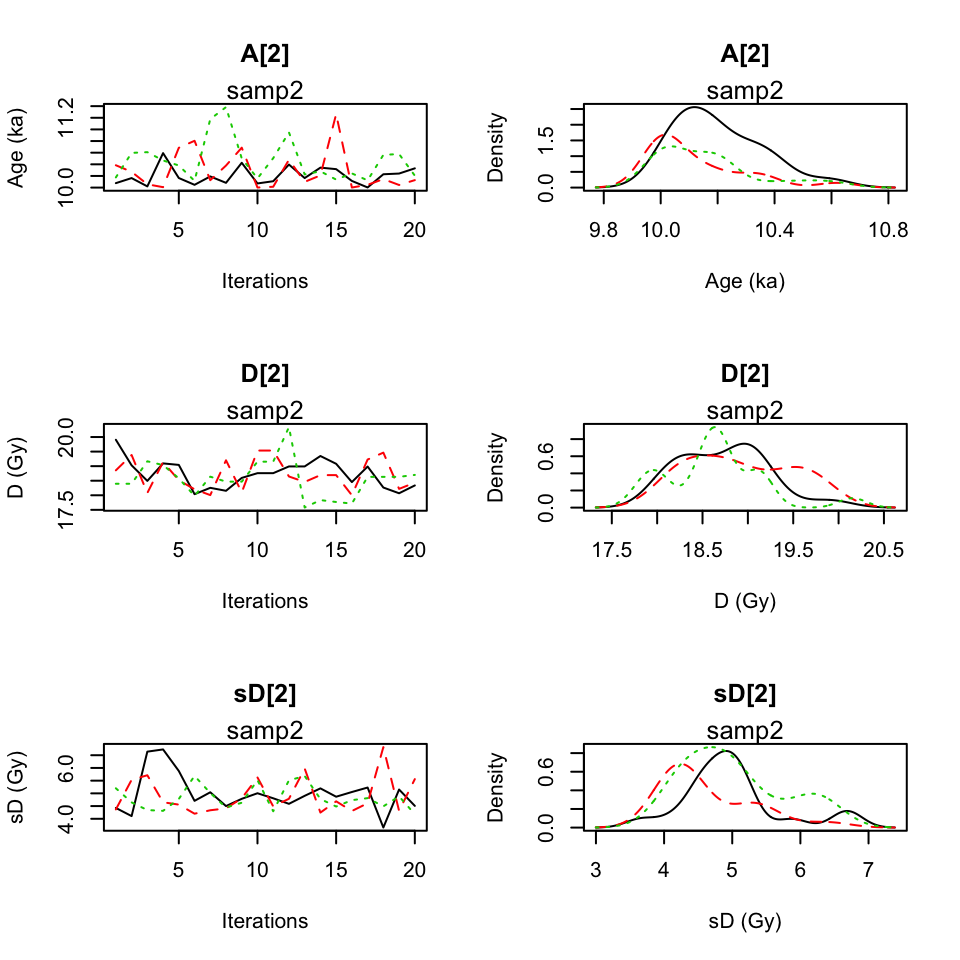 A[2]
samp2
Age (ka)
10.0 11.2
5 10 15 20
Iterations
A[2]
samp2
Density
0.0 1.5
9.8 10.0 10.4 10.8
Age (ka)
D[2]
samp2
D (Gy)
17.5 20.0
5 10 15 20
Iterations
D[2]
samp2
Density
0.0 0.6
17.5 18.5 19.5 20.5
D (Gy)
sD[2]
samp2
sD (Gy)
4.0 6.0
5 10 15 20
Iterations
sD[2]
samp2
Density
0.0 0.6
3 4 5 6 7
sD (Gy)